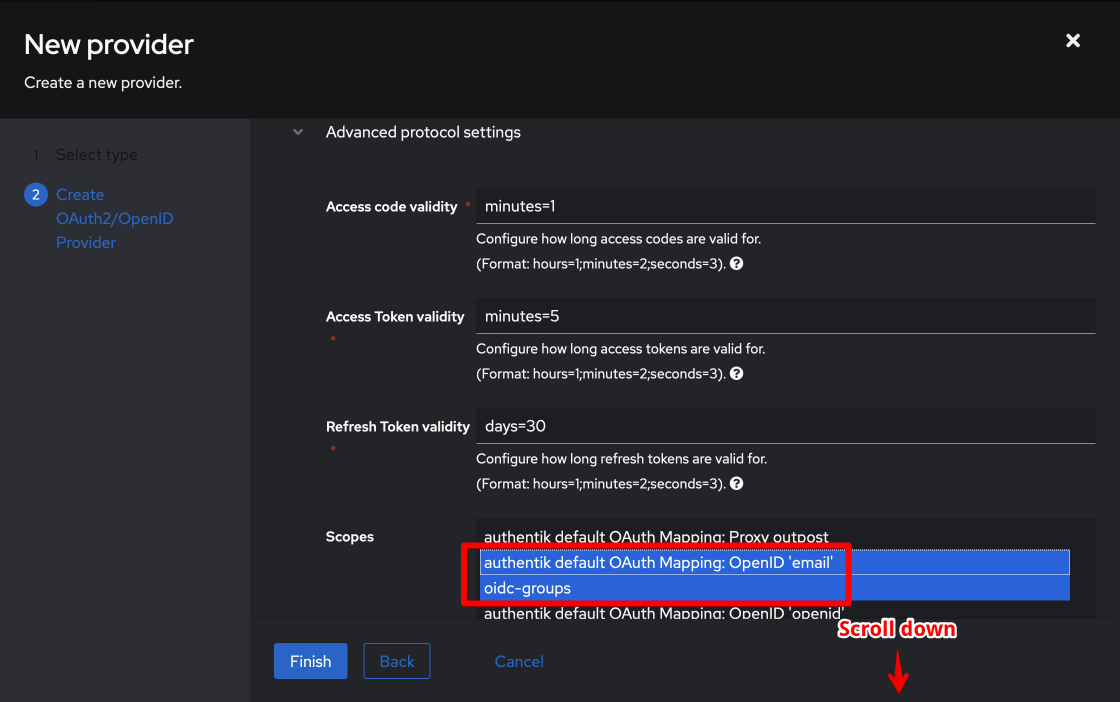 New provider
Create a new provider.
1 Select type
2 Create
OAuth2/OpenID
Provider
Advanced protocol settings
Access code validity *
minutes=1
Configure how long access codes are valid for.
(Format: hours=1;minutes=2;seconds=3).
Access Token validity
*
minutes=5
Configure how long access tokens are valid for.
(Format: hours=1;minutes=2;seconds=3).
Refresh Token validity
*
days=30
Configure how long refresh tokens are valid for.
(Format: hours=1;minutes=2;seconds=3).
Scopes
authentik default OAuth Mapping: Proxy outpost
authentik default OAuth Mapping: OpenID 'email'
oidc-groups
authentik default OAuth Mapping: OpenID 'openid'
Scroll down
Finish
Back
Cancel